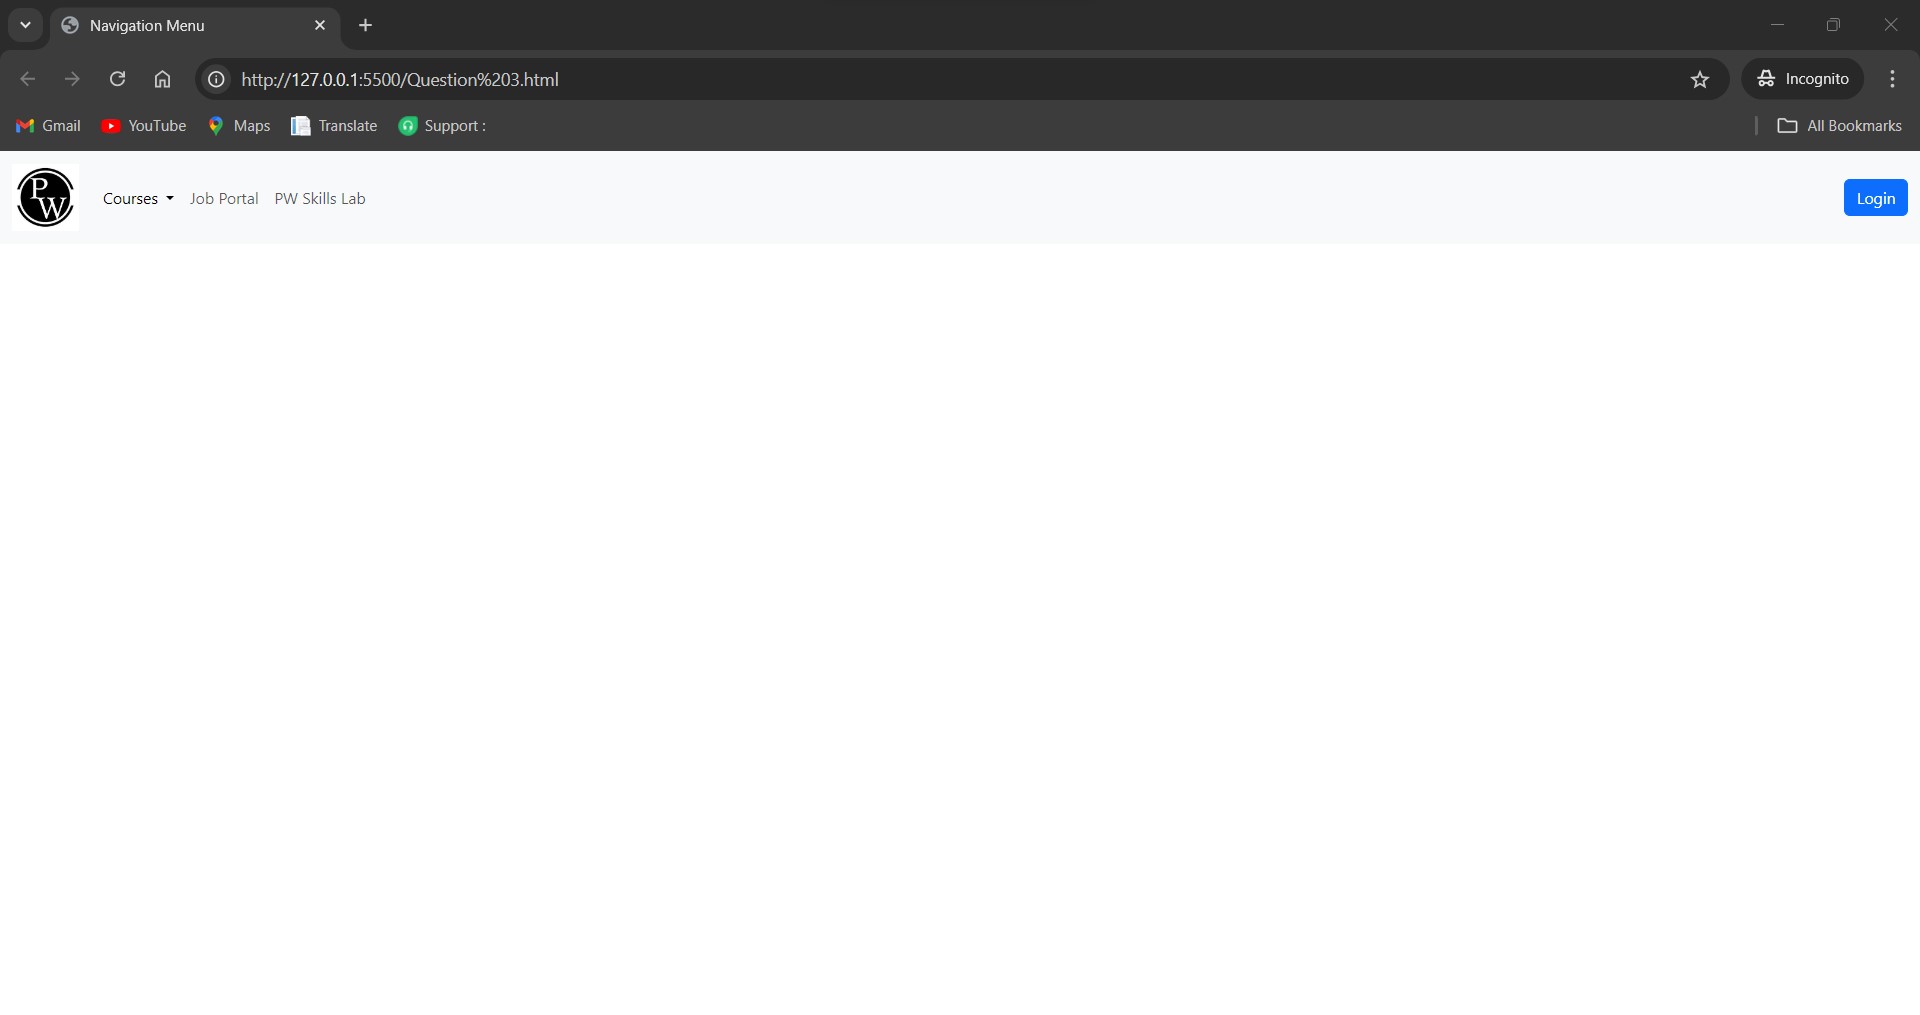 Navigation Menu
http://127.0.0.1:5500/Question%203.html
Incognito
Gmail YouTube Maps Translate Support : All Bookmarks
PW Courses Job Portal PW Skills Lab Login